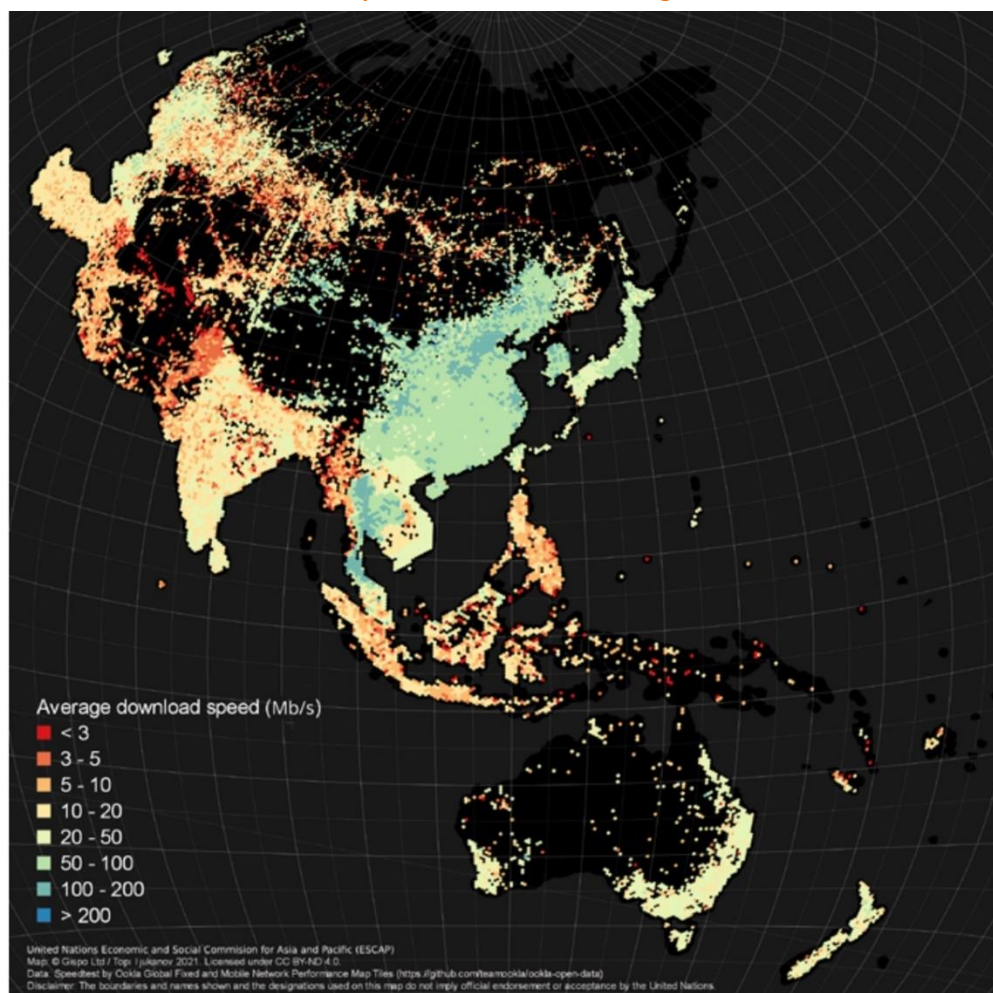 Average download speed (Mb/s)
< 3
3 - 5
5 - 10
10 - 20
20 - 50
50 - 100
100 - 200
> 200
United Nations Economic and Social Commision for Asia and Pacific (ESCAP)
Map: © Gispo Ltd / Topi Tjukanov 2021. Licensed under CC BY-ND 4.0.
Data: Speedtest by Ookla Global Fixed and Mobile Network Performance Map Tiles (https://github.com/teamookla/ookla-open-data)
Disclaimer: The boundaries and names shown and the designations used on this map do not imply official endorsement or acceptance by the United Nations.